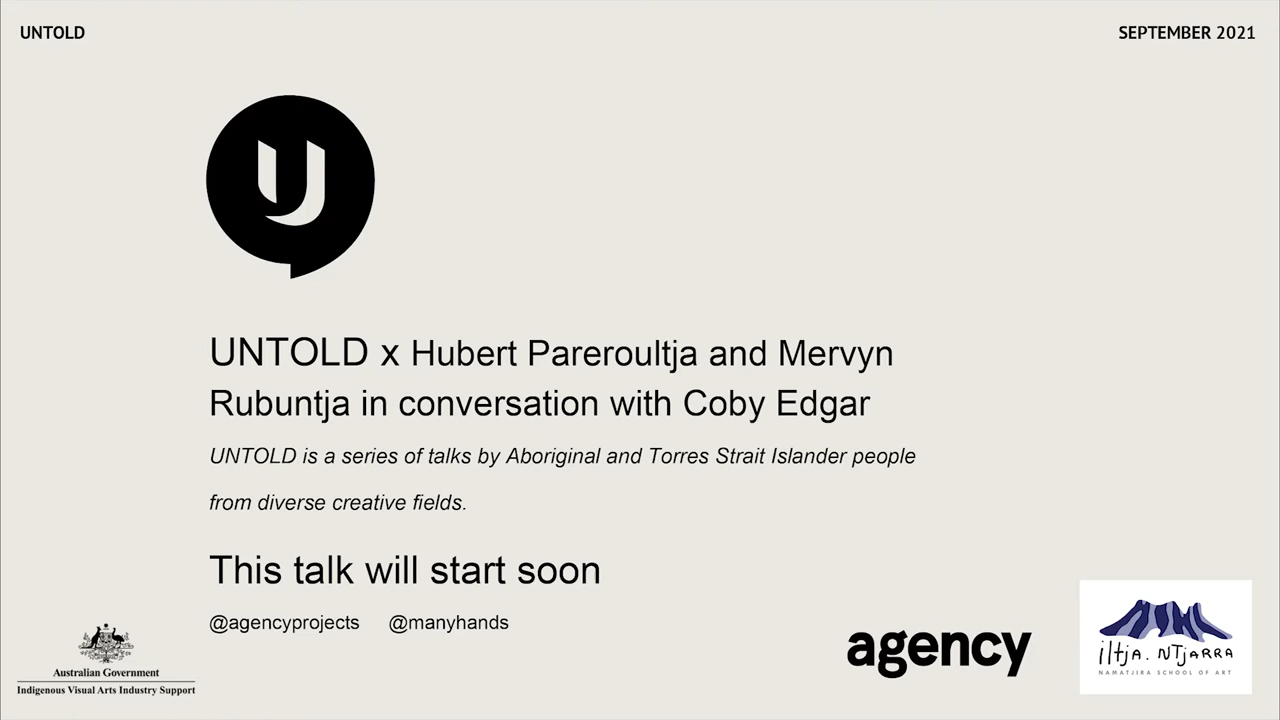 UNTOLD
SEPTEMBER 2021
U
UNTOLD x Hubert Pareroultja and Mervyn
Rubuntja in conversation with Coby Edgar
UNTOLD is a series of talks by Aboriginal and Torres Strait Islander people
from diverse creative fields.
This talk will start soon
@agencyprojects @manyhands
Australian Government
Indigenous Visual Arts Industry Support
agency
iltja. NTjaRRA
NAMATJIRA SCHOOL OF ART